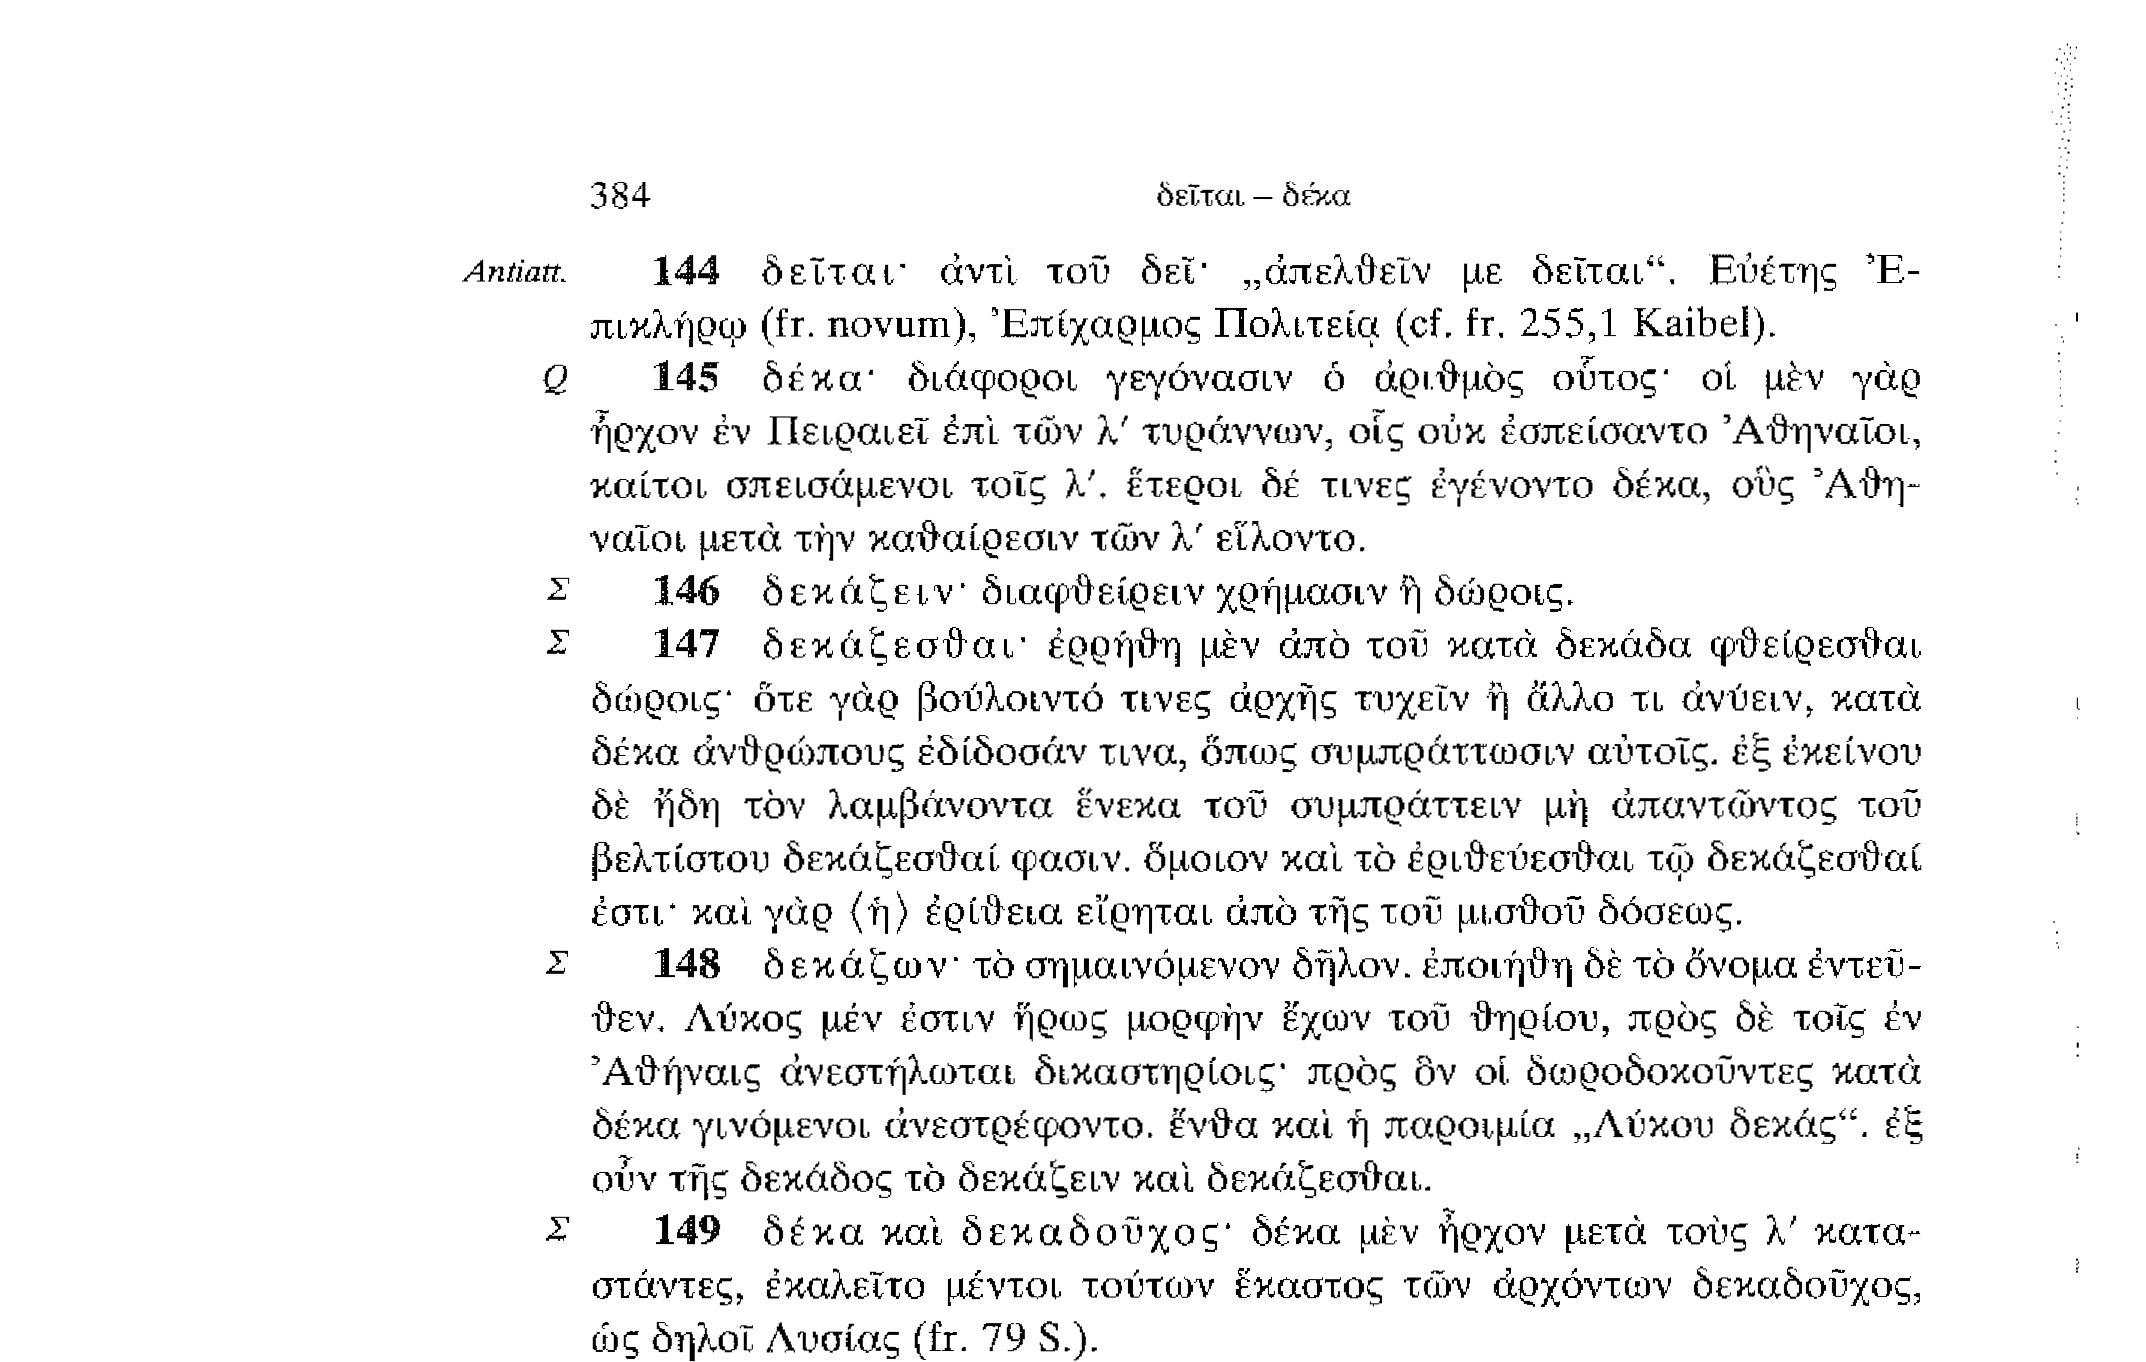 384 δεῖται – δέκα
Antiatt. 144 δεῖται· ἀντὶ τοῦ δεῖ· „ἀπελθεῖν με δεῖται“. Εὐέτης Ἐ-
πικλήρῳ (fr. novum), Ἐπίχαρμος Πολιτείᾳ (cf. fr. 255,1 Kaibel).
Q 145 δέκα· διάφοροι γεγόνασιν ὁ ἀριθμὸς οὗτος· οἱ μὲν γὰρ
ἦρχον ἐν Πειραιεῖ ἐπὶ τῶν λ′ τυράννων, οἷς οὐκ ἐσπείσαντο Ἀθηναῖοι,
καίτοι σπεισάμενοι τοῖς λ′. ἕτεροι δέ τινες ἐγένοντο δέκα, οὓς Ἀθη-
ναῖοι μετὰ τὴν καθαίρεσιν τῶν λ′ εἵλοντο.
Σ 146 δεκάζειν· διαφθείρειν χρήμασιν ἢ δώροις.
Σ 147 δεκάζεσθαι· ἐρρήθη μὲν ἀπὸ τοῦ κατὰ δεκάδα φθείρεσθαι
δώροις· ὅτε γὰρ βούλοιντό τινες ἀρχῆς τυχεῖν ἢ ἄλλο τι ἀνύειν, κατὰ
δέκα ἀνθρώπους ἐδίδοσάν τινα, ὅπως συμπράττωσιν αὐτοῖς. ἐξ ἐκείνου
δὲ ἤδη τὸν λαμβάνοντα ἕνεκα τοῦ συμπράττειν μὴ ἀπαντῶντος τοῦ
βελτίστου δεκάζεσθαί φασιν. ὅμοιον καὶ τὸ ἐριθεύεσθαι τῷ δεκάζεσθαί
ἐστι· καὶ γὰρ ⟨ἡ⟩ ἐρίθεια εἴρηται ἀπὸ τῆς τοῦ μισθοῦ δόσεως.
Σ 148 δεκάζων· τὸ σημαινόμενον δῆλον. ἐποιήθη δὲ τὸ ὄνομα ἐντεῦ-
θεν. Λύκος μέν ἐστιν ἥρως μορφὴν ἔχων τοῦ θηρίου, πρὸς δὲ τοῖς ἐν
Ἀθήναις ἀνεστήλωται δικαστηρίοις· πρὸς ὃν οἱ δωροδοκοῦντες κατὰ
δέκα γινόμενοι ἀνεστρέφοντο. ἔνθα καὶ ἡ παροιμία „Λύκου δεκάς“. ἐξ
οὖν τῆς δεκάδος τὸ δεκάζειν καὶ δεκάζεσθαι.
Σ 149 δέκα καὶ δεκαδοῦχος· δέκα μὲν ἦρχον μετὰ τοὺς λ′ κατα-
στάντες, ἐκαλεῖτο μέντοι τούτων ἕκαστος τῶν ἀρχόντων δεκαδοῦχος,
ὡς δηλοῖ Λυσίας (fr. 79 S.).